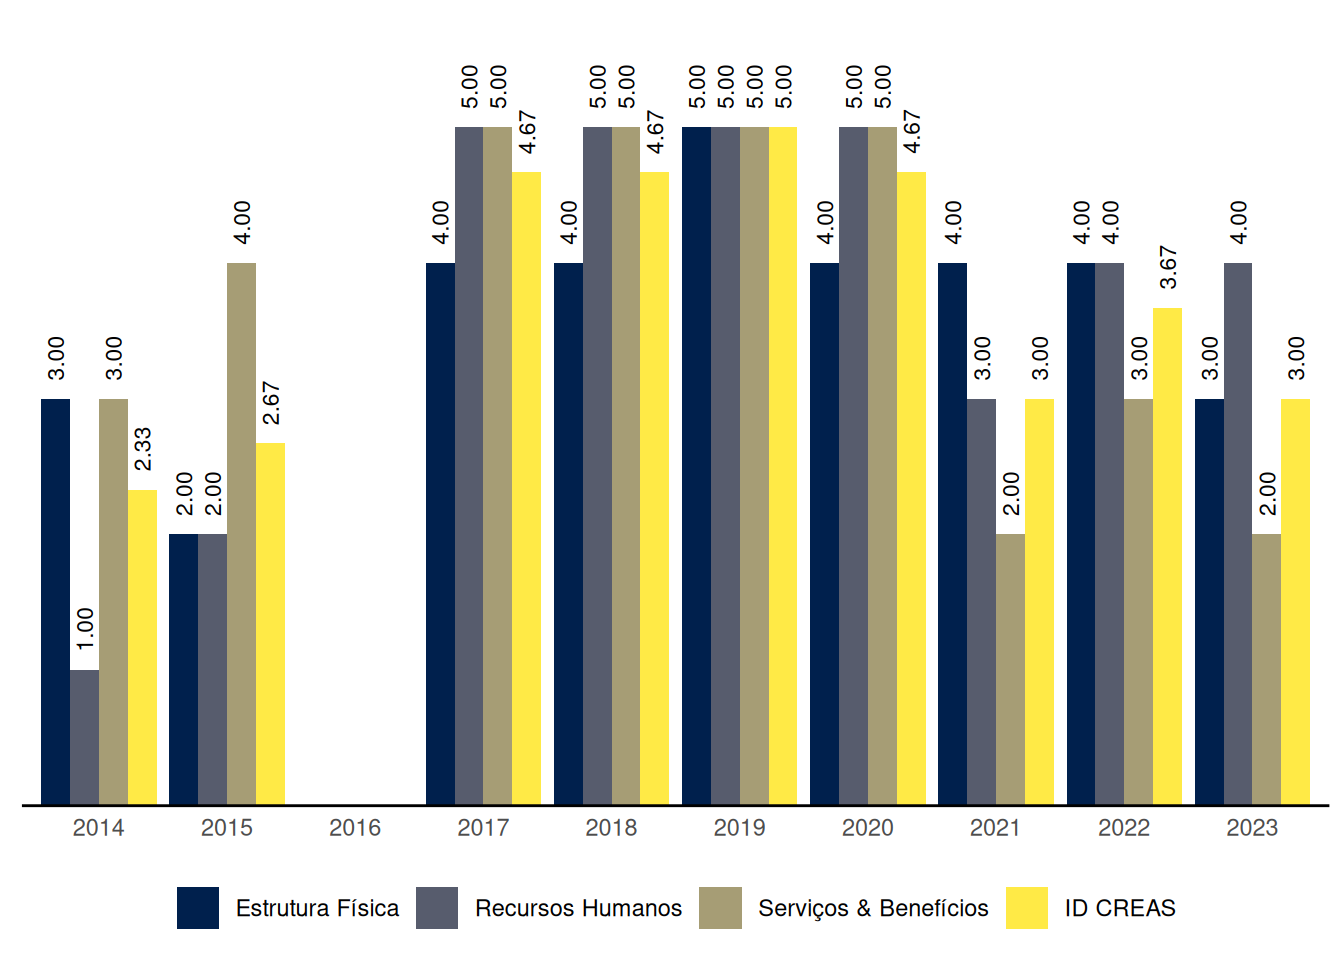 3.00 1.00 3.00 2.33
2.00 2.00 4.00 2.67
4.00 5.00 5.00 4.67
4.00 5.00 5.00 4.67
5.00 5.00 5.00 5.00
4.00 5.00 5.00 4.67
4.00 3.00 2.00 3.00
4.00 4.00 3.00 3.67
3.00 4.00 2.00 3.00
2014 2015 2016 2017 2018 2019 2020 2021 2022 2023
Estrutura Física Recursos Humanos Serviços & Benefícios ID CREAS